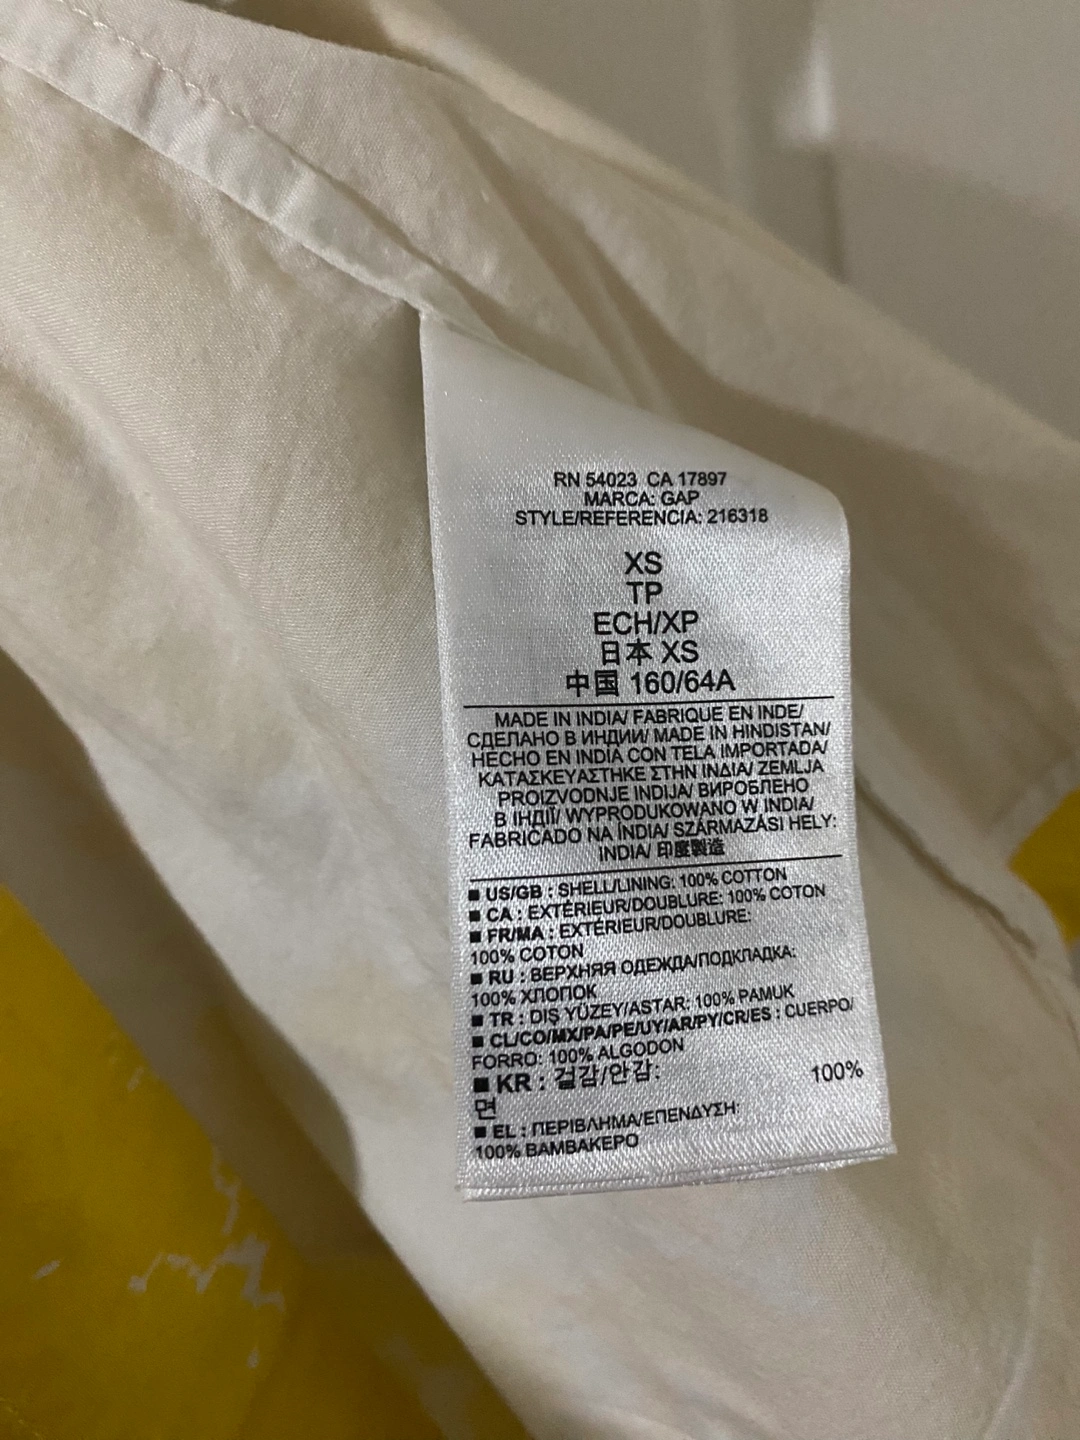 RN 54023 CA 17897
MARCA: GAP
STYLE/REFERENCIA: 216318
XS
TP
ECH/XP
日本 XS
中国 160/64A
MADE IN INDIA/ FABRIQUE EN INDE/
СДЕЛАНО В ИНДИИ/ MADE IN HINDISTAN/
HECHO EN INDIA CON TELA IMPORTADA/
ΚΑΤΑΣΚΕΥΑΣΤΗΚΕ ΣΤΗΝ ΙΝΔΙΑ/ ZEMLJA
PROIZVODNJE INDIJA/ ВИРОБЛЕНО
В ІНДІЇ/ WYPRODUKOWANO W INDIA/
FABRICADO NA ÍNDIA/ SZÁRMAZÁSI HELY:
INDIA/ 印度製造
■ US/GB : SHELL/LINING: 100% COTTON
■ CA : EXTÉRIEUR/DOUBLURE: 100% COTON
■ FR/MA : EXTÉRIEUR/DOUBLURE:
100% COTON
■ RU : ВЕРХНЯЯ ОДЕЖДА/ПОДКЛАДКА:
100% ХЛОПОК
■ TR : DIŞ YÜZEY/ASTAR: 100% PAMUK
■ CL/CO/MX/PA/PE/UY/AR/PY/CR/ES : CUERPO/
FORRO: 100% ALGODON
■ KR : 겉감/안감: 100%
면
■ EL : ΠΕΡΙΒΛΗΜΑ/ΕΠΕΝΔΥΣΗ:
100% ΒΑΜΒΑΚΕΡΟ